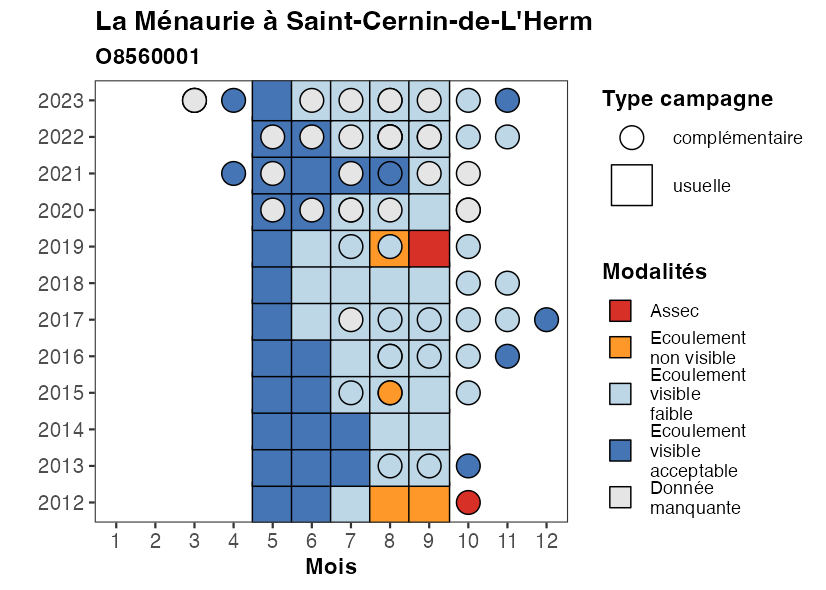 La Ménaurie à Saint-Cernin-de-L'Herm
O8560001
2023
2022
2021
2020
2019
2018
2017
2016
2015
2014
2013
2012
1 2 3 4 5 6 7 8 9 10 11 12
Mois
Type campagne
complémentaire
usuelle
Modalités
Assec
Ecoulement
non visible
Ecoulement
visible
faible
Ecoulement
visible
acceptable
Donnée
manquante